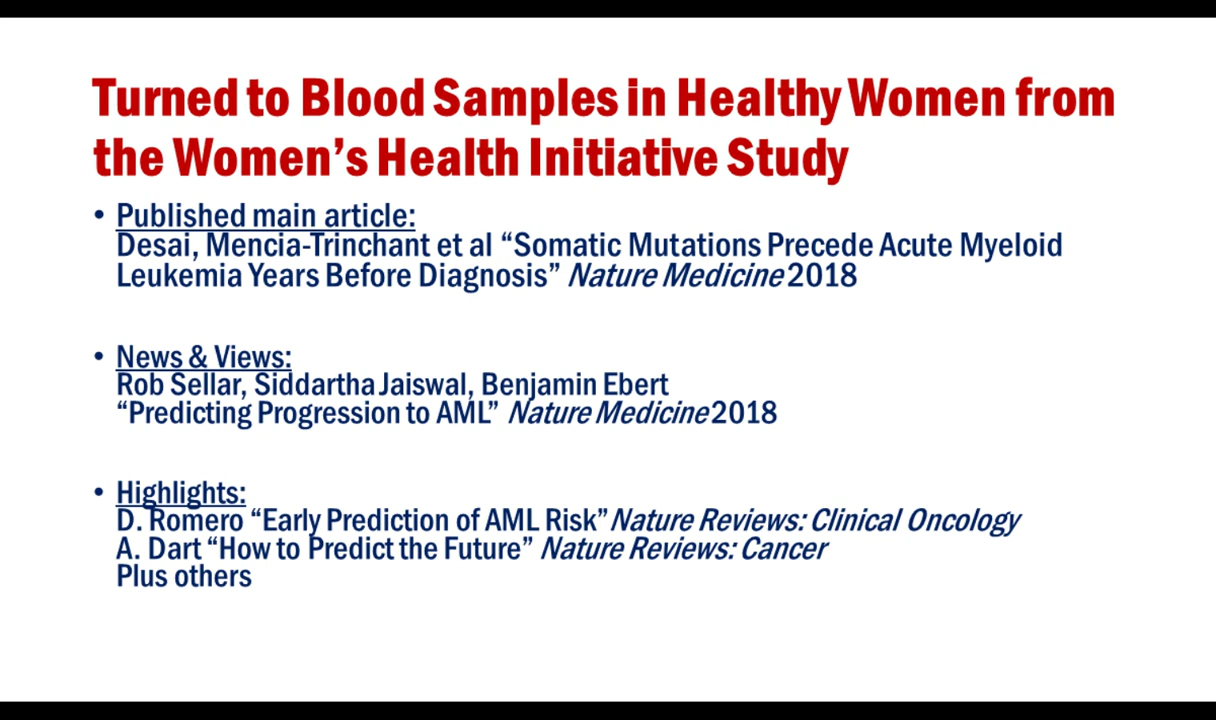 Turned to Blood Samples in Healthy Women from
the Women’s Health Initiative Study
• Published main article:
Desai, Mencia-Trinchant et al “Somatic Mutations Precede Acute Myeloid
Leukemia Years Before Diagnosis” Nature Medicine 2018
• News & Views:
Rob Sellar, Siddartha Jaiswal, Benjamin Ebert
“Predicting Progression to AML” Nature Medicine 2018
• Highlights:
D. Romero “Early Prediction of AML Risk” Nature Reviews: Clinical Oncology
A. Dart “How to Predict the Future” Nature Reviews: Cancer
Plus others